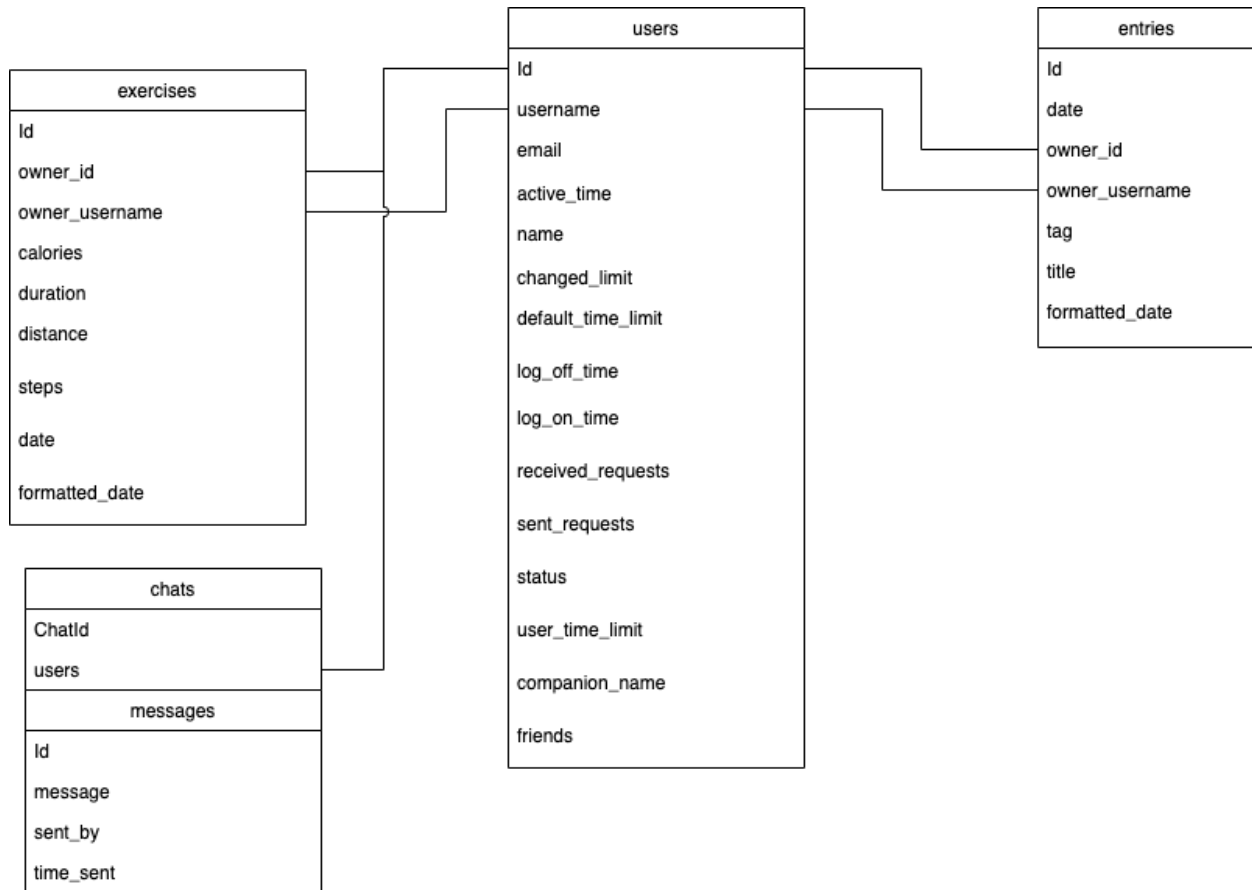 exercises
Id
owner_id
owner_username
calories
duration
distance
steps
date
formatted_date
chats
ChatId
users
messages
Id
message
sent_by
time_sent
users
Id
username
email
active_time
name
changed_limit
default_time_limit
log_off_time
log_on_time
received_requests
sent_requests
status
user_time_limit
companion_name
friends
entries
Id
date
owner_id
owner_username
tag
title
formatted_date